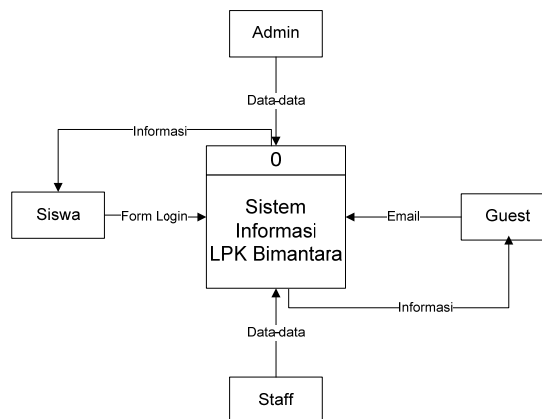 Admin
Data-data
Informasi
0
Siswa
Form Login
Sistem
Informasi
LPK Bimantara
Email
Guest
Informasi
Data-data
Staff